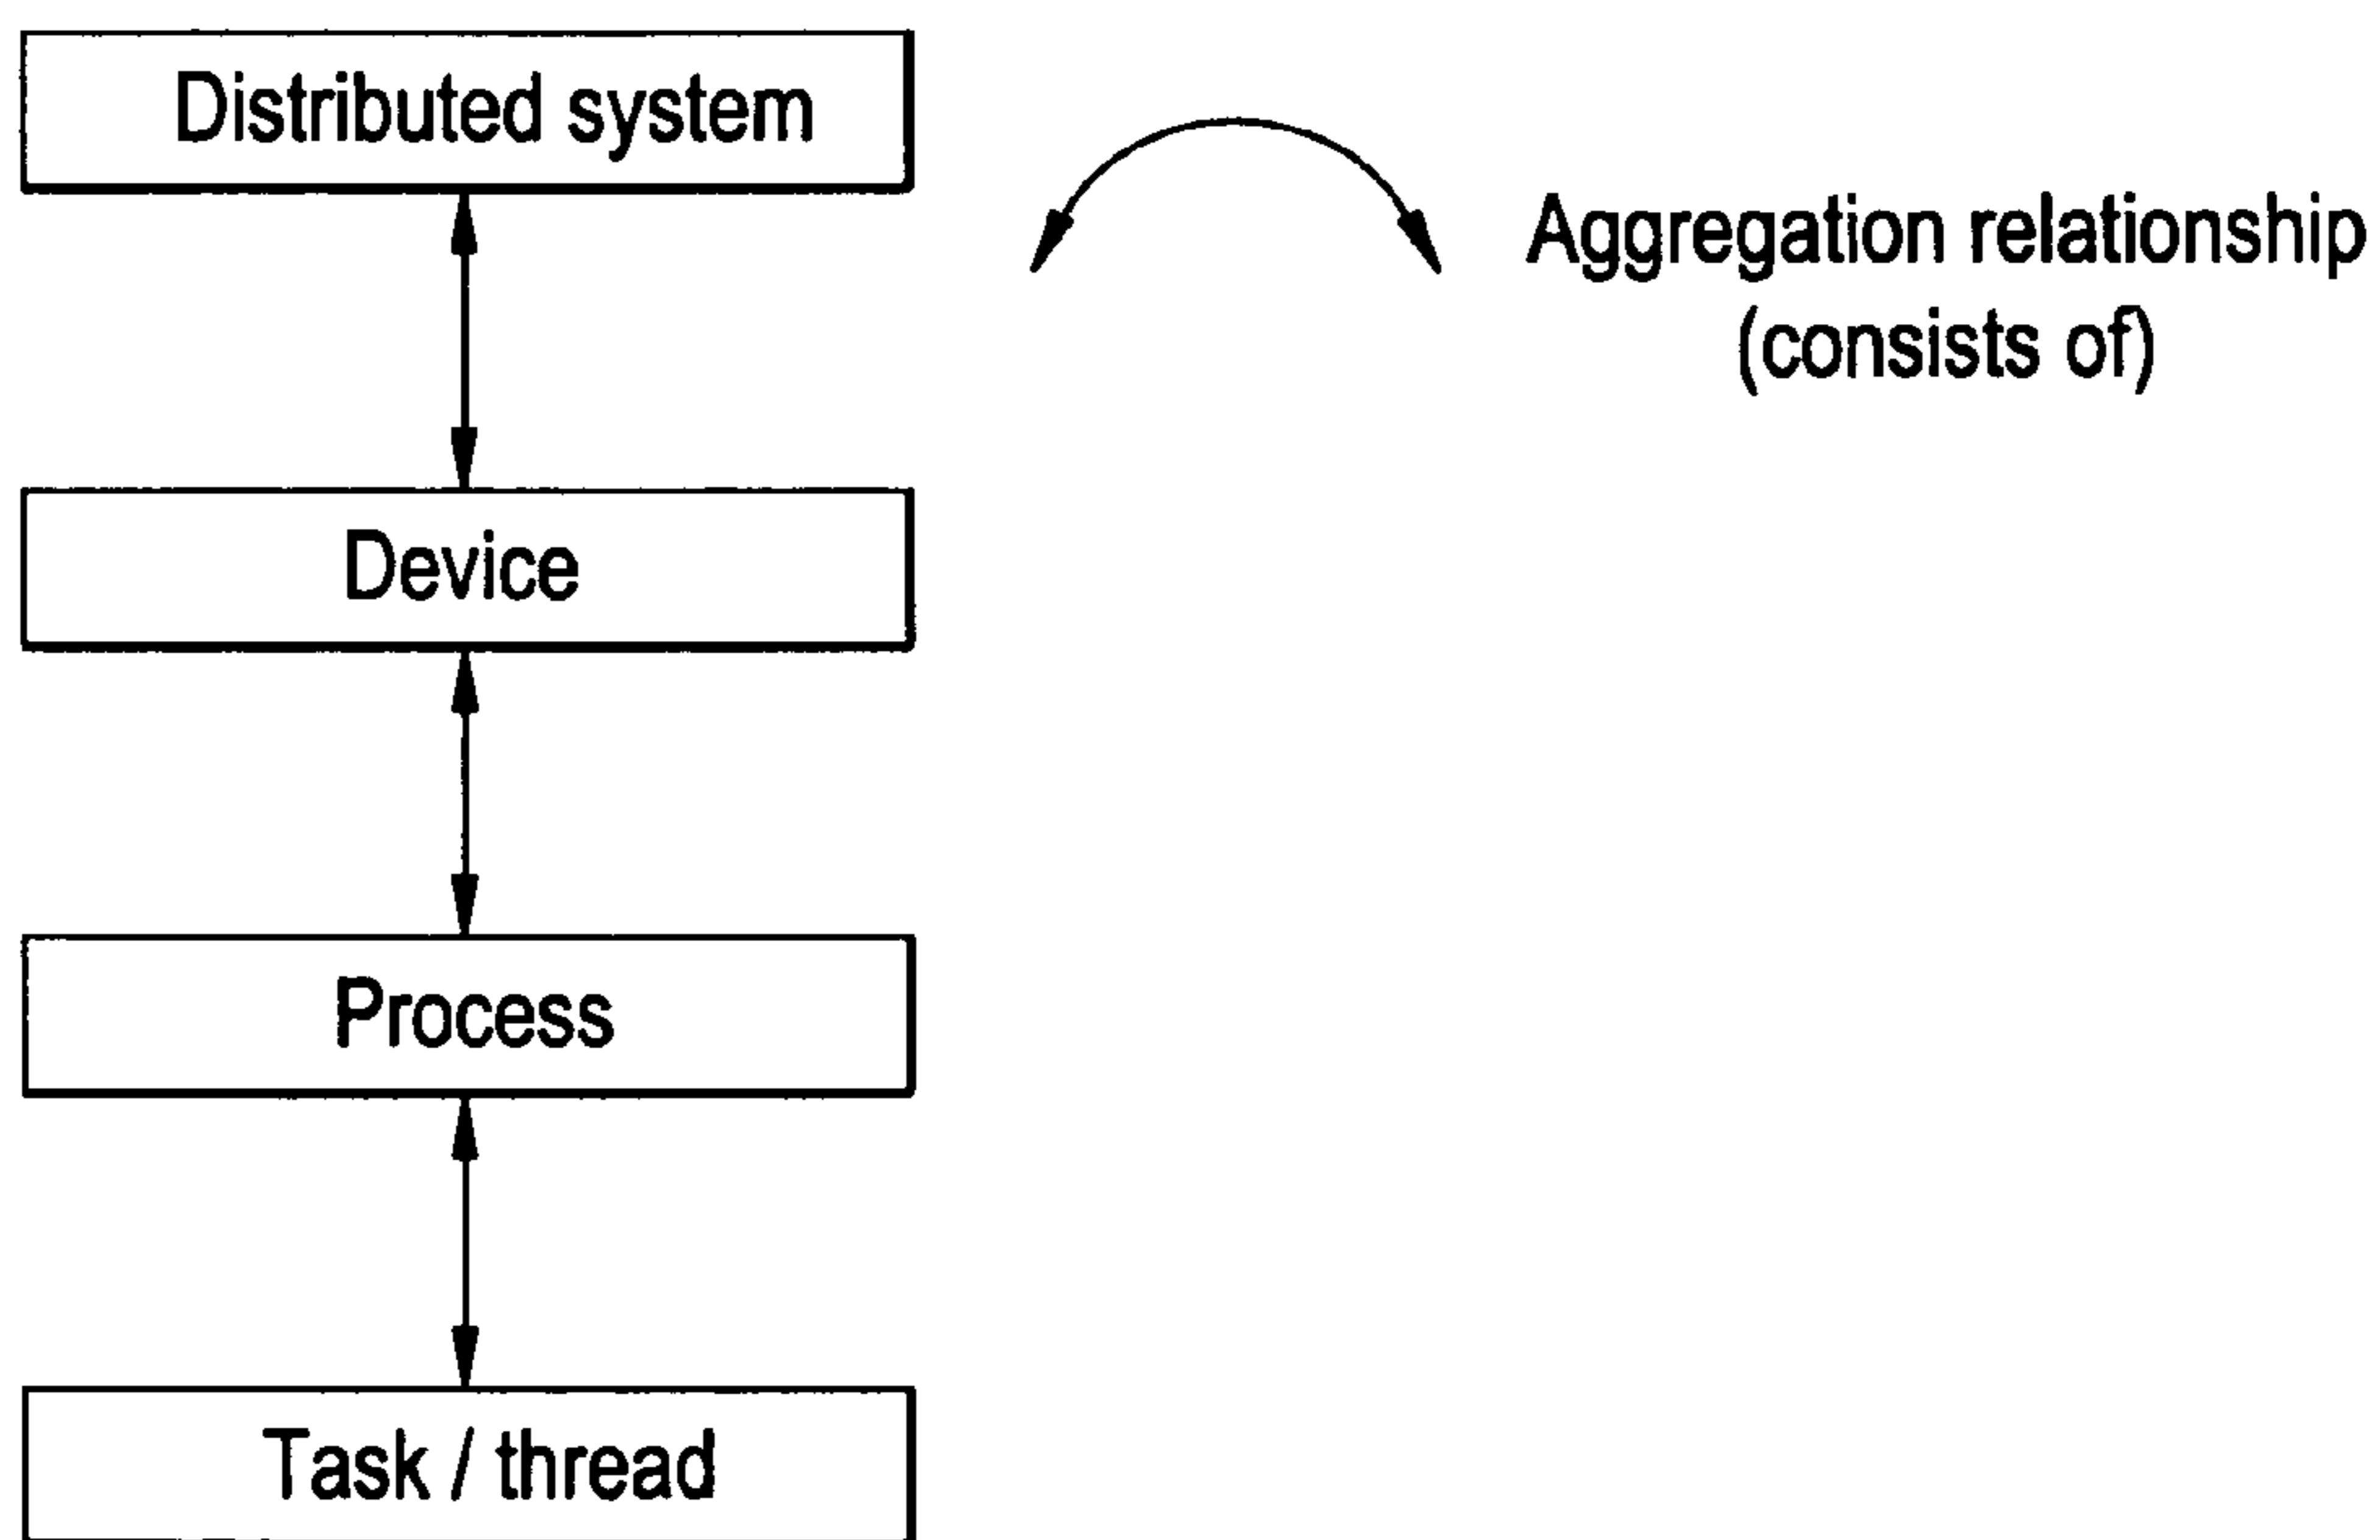 Distributed system
Aggregation relationship
(consists of)
Device
Process
Task / thread